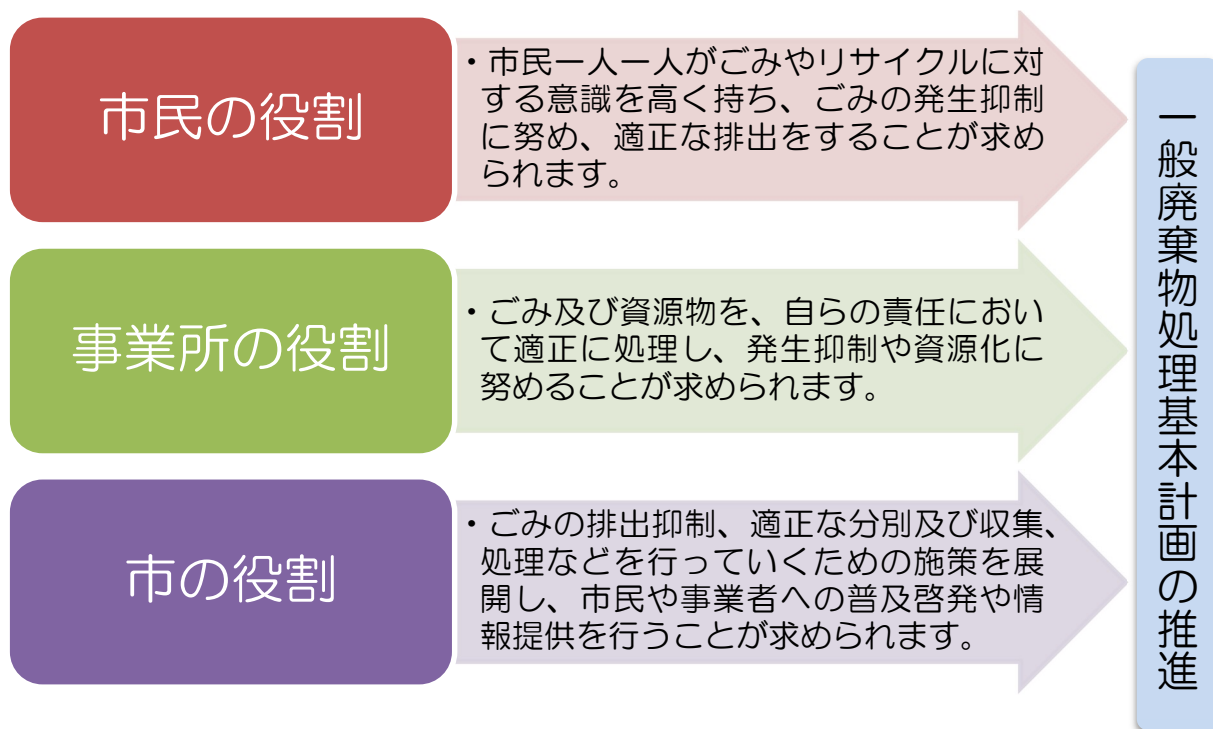 市民の役割
・市民一人一人がごみやリサイクルに対
する意識を高く持ち、ごみの発生抑制
に努め、適正な排出をすることが求め
られます。
事業所の役割
・ごみ及び資源物を、自らの責任におい
て適正に処理し、発生抑制や資源化に
努めることが求められます。
市の役割
・ごみの排出抑制、適正な分別及び収集、
処理などを行っていくための施策を展
開し、市民や事業者への普及啓発や情
報提供を行うことが求められます。
一般廃棄物処理基本計画の推進